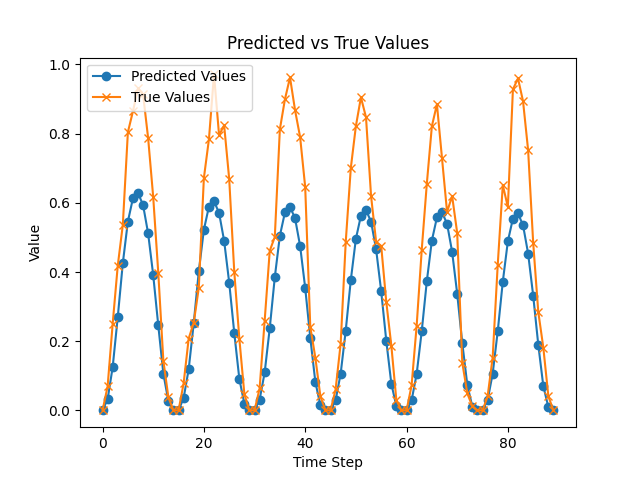 Predicted vs True Values
Predicted Values
True Values
1.0
0.8
0.6
0.4
0.2
0.0
Value
0 20 40 60 80
Time Step